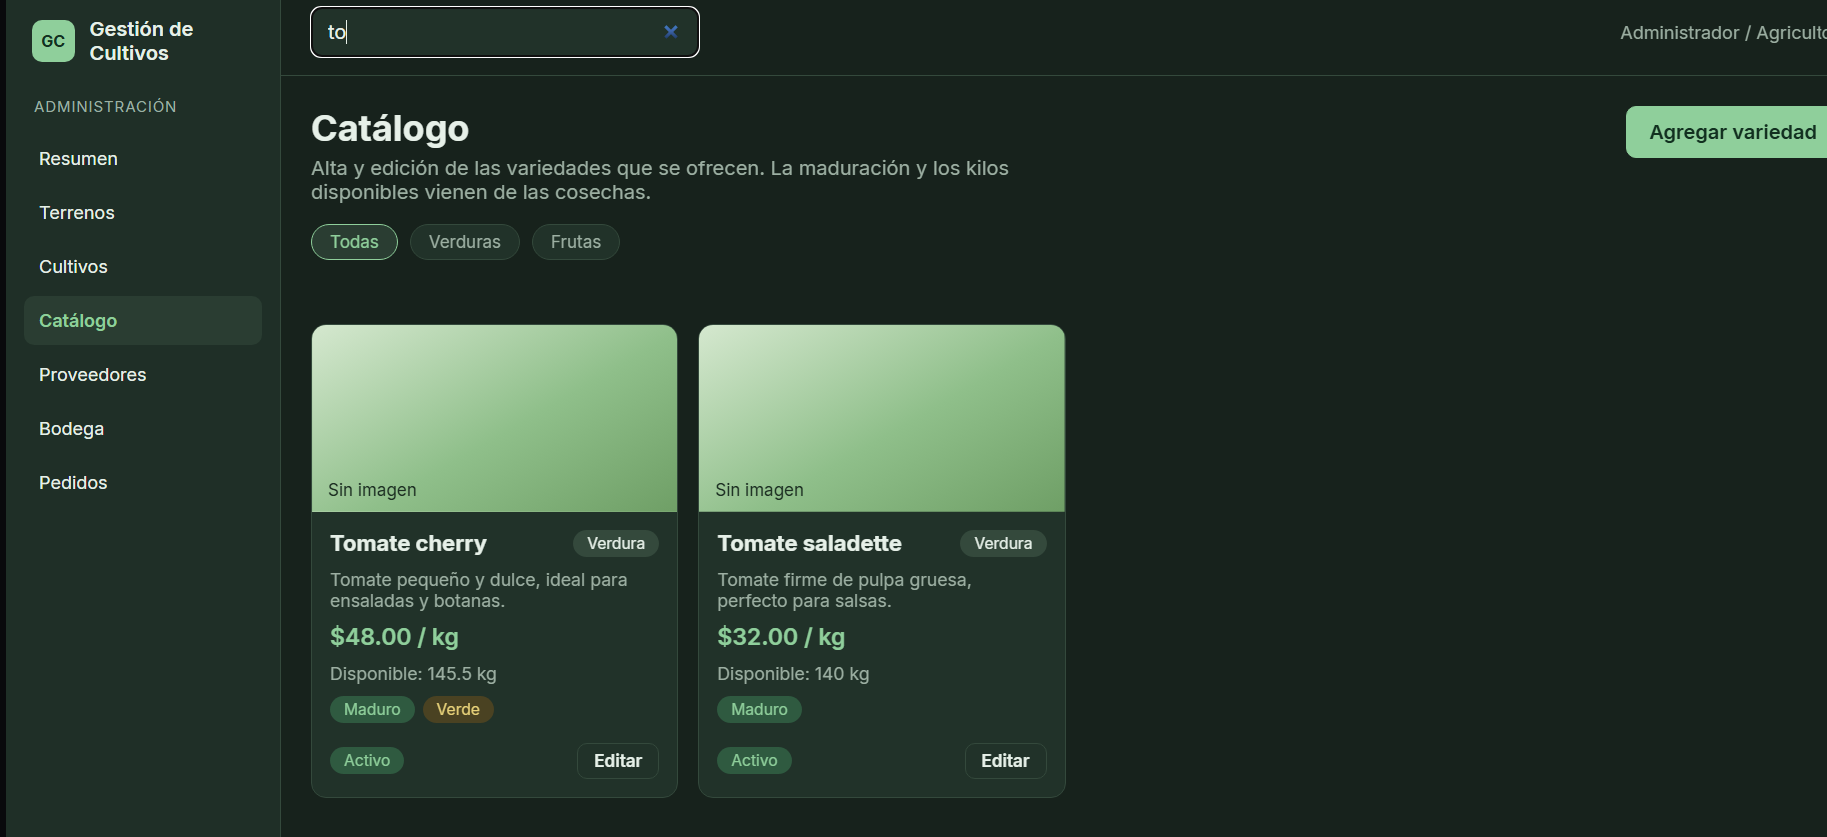 GC
Gestión de
Cultivos
ADMINISTRACIÓN
Resumen
Terrenos
Cultivos
Catálogo
Proveedores
Bodega
Pedidos
to
Administrador / Agriculto
Catálogo
Agregar variedad
Alta y edición de las variedades que se ofrecen. La maduración y los kilos
disponibles vienen de las cosechas.
Todas Verduras Frutas
Sin imagen
Tomate cherry Verdura
Tomate pequeño y dulce, ideal para
ensaladas y botanas.
$48.00 / kg
Disponible: 145.5 kg
Maduro Verde
Activo Editar
Sin imagen
Tomate saladette Verdura
Tomate firme de pulpa gruesa,
perfecto para salsas.
$32.00 / kg
Disponible: 140 kg
Maduro
Activo Editar